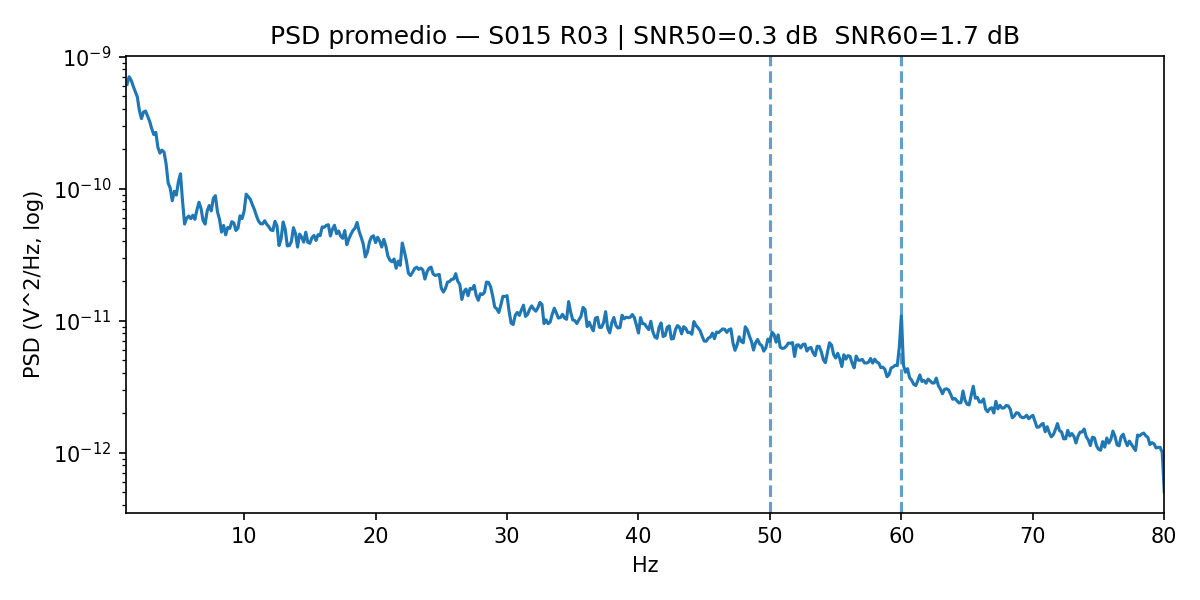 PSD promedio — S015 R03 | SNR50=0.3 dB  SNR60=1.7 dB
10⁻⁹
10⁻¹⁰
10⁻¹¹
10⁻¹²
PSD (V^2/Hz, log)
10 20 30 40 50 60 70 80
Hz